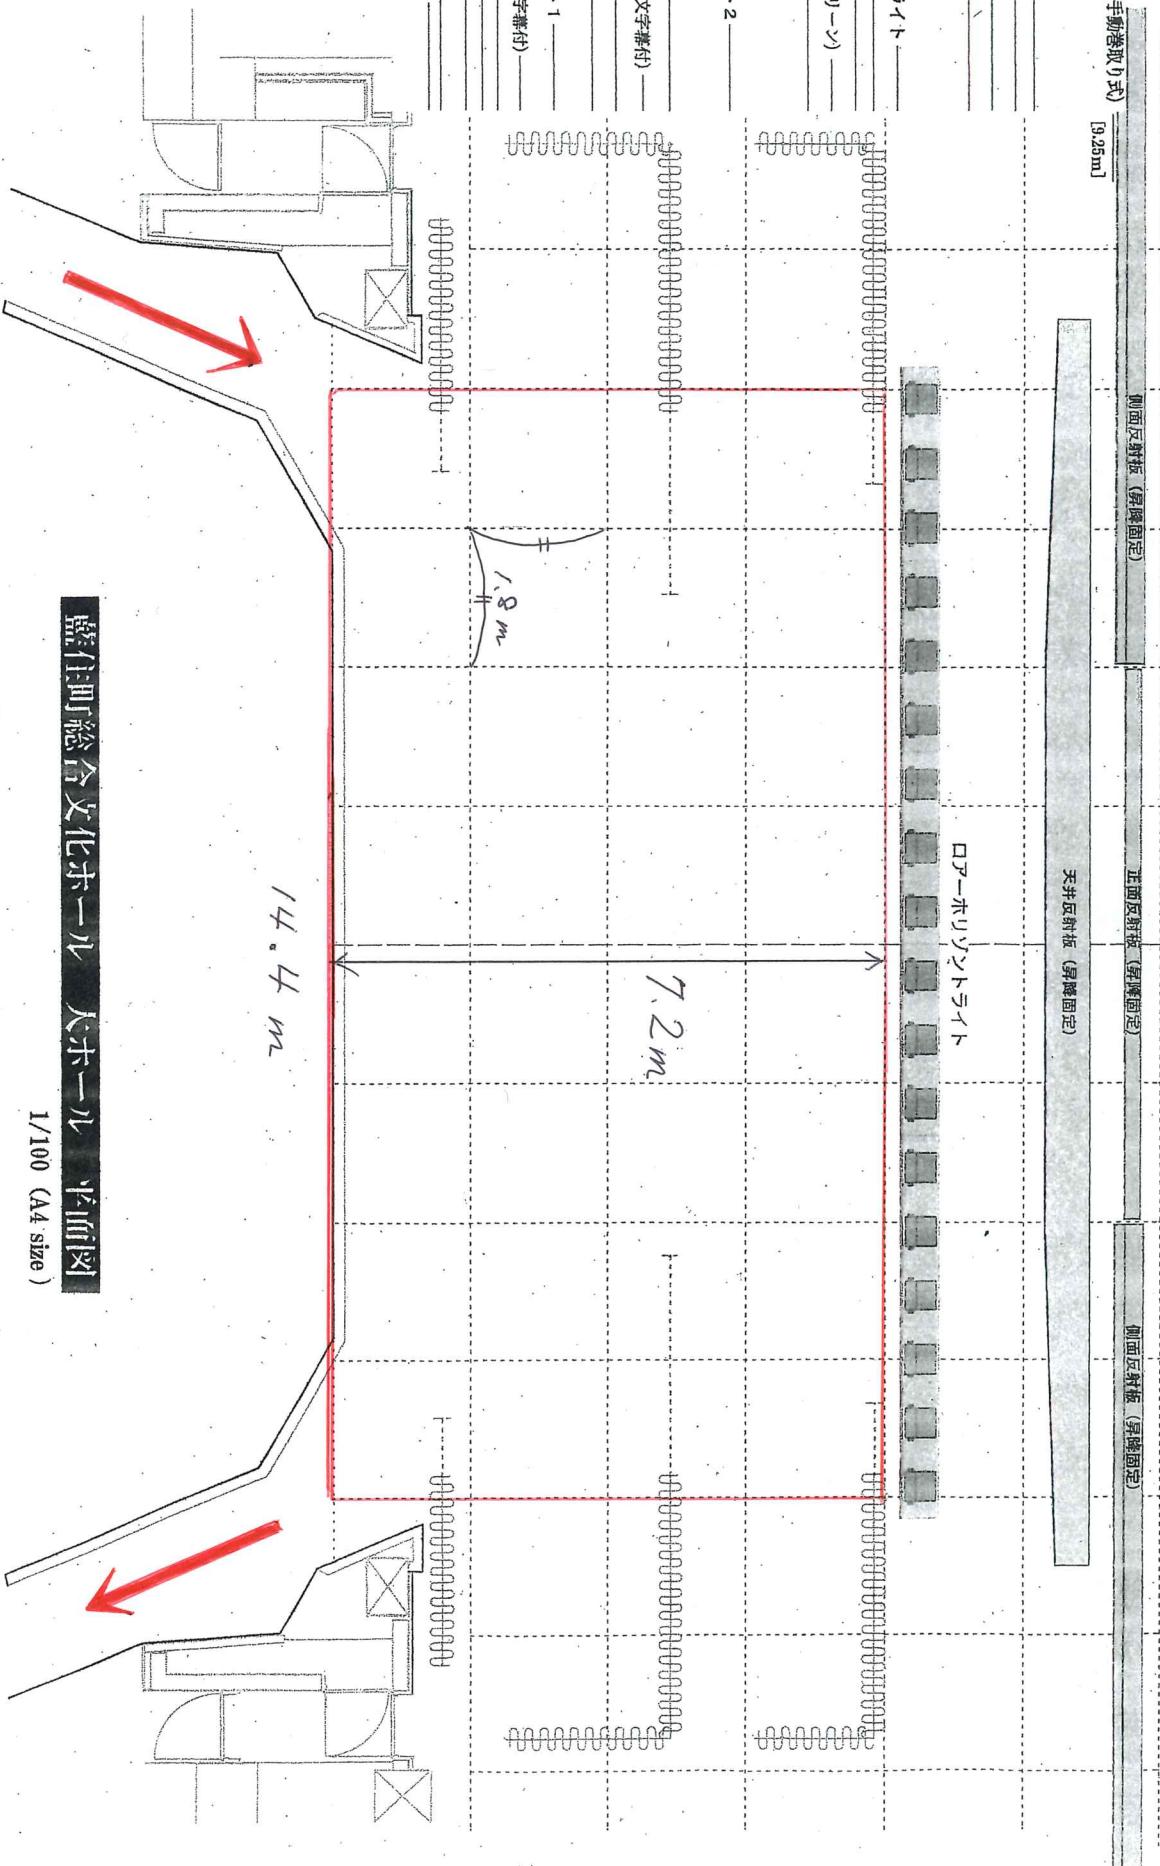 手動巻取り式)
[9.25m]
側面反射板 (昇降固定)
正面反射板 (昇降固定)
側面反射板 (昇降固定)
天井反射板 (昇降固定)
ロアーホリゾントライト
イト
リーン)
2
文字幕付)
1
字幕付)
1.8m
7.2m
14.4m
藍住町総合文化ホール 大ホール 平面図
1/100 (A4 size)